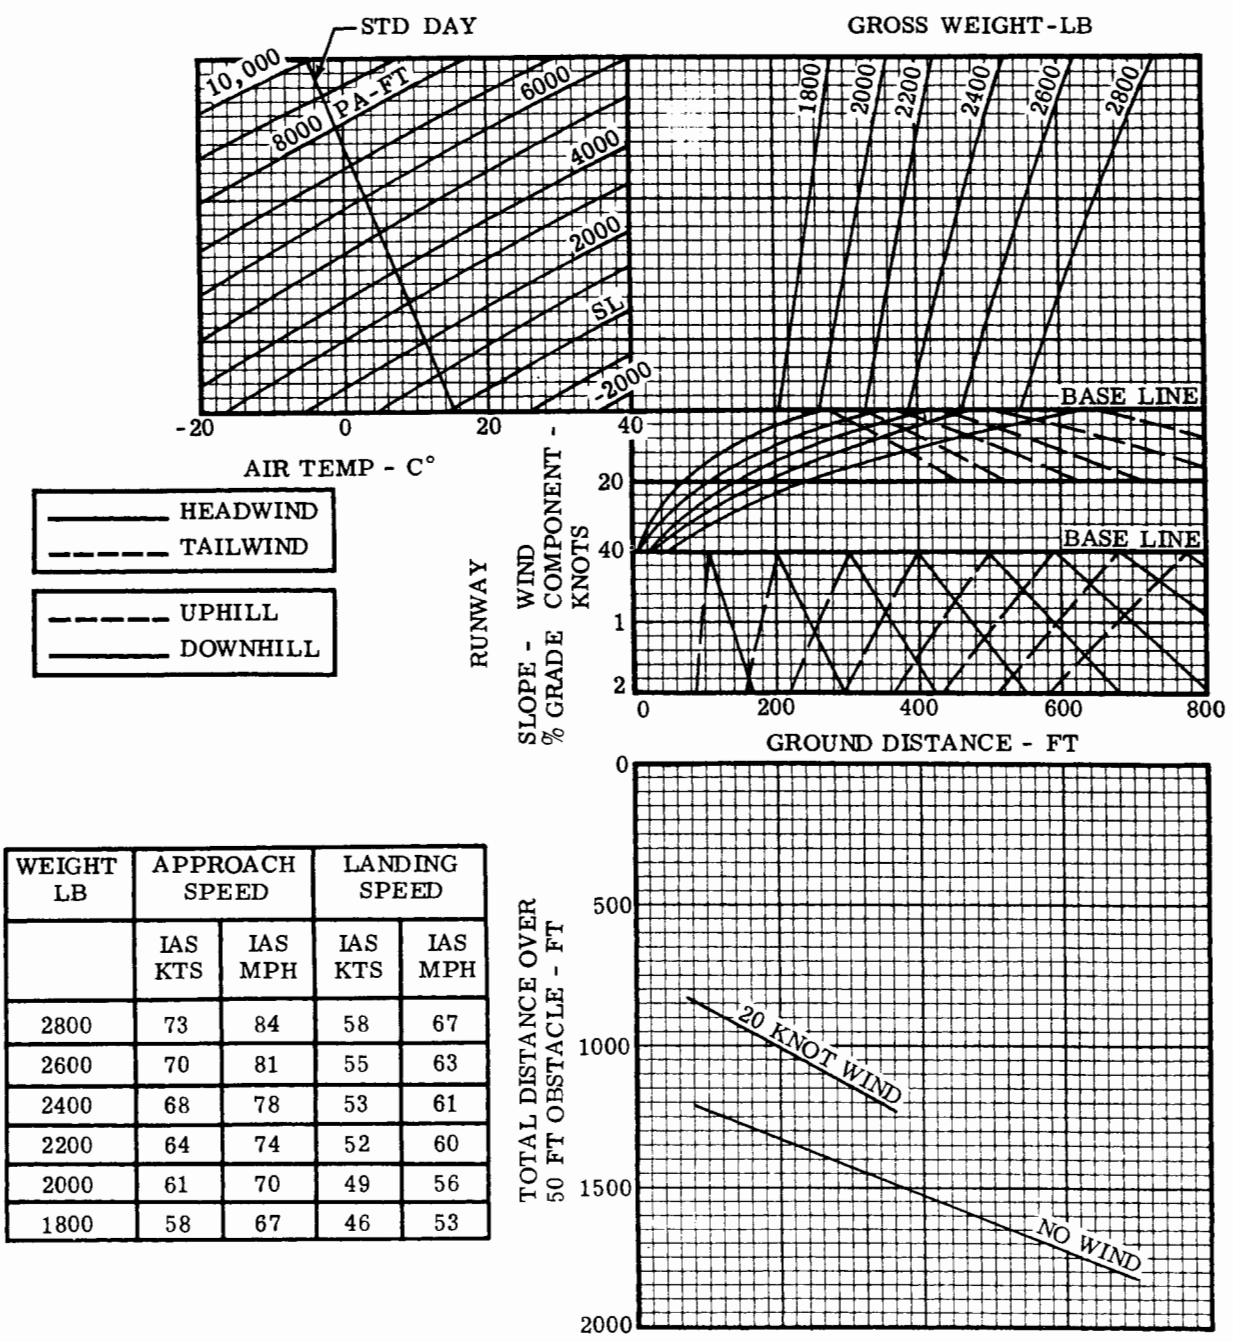 STD DAY
GROSS WEIGHT-LB
10,000
8000 PA-FT
6000
4000
2000
SL
-2000
1800
2000
2200
2400
2600
2800
BASE LINE
-20
0
20
40
AIR TEMP - C°
20
40
BASE LINE
1
2
RUNWAY
SLOPE - WIND
% GRADE COMPONENT -
KNOTS
HEADWIND
TAILWIND
UPHILL
DOWNHILL
0
200
400
600
800
GROUND DISTANCE - FT
0
500
1000
1500
2000
TOTAL DISTANCE OVER
50 FT OBSTACLE - FT
20 KNOT WIND
NO WIND
WEIGHT LB APPROACH SPEED LANDING SPEED
IAS KTS IAS MPH IAS KTS IAS MPH
2800 73 84 58 67
2600 70 81 55 63
2400 68 78 53 61
2200 64 74 52 60
2000 61 70 49 56
1800 58 67 46 53